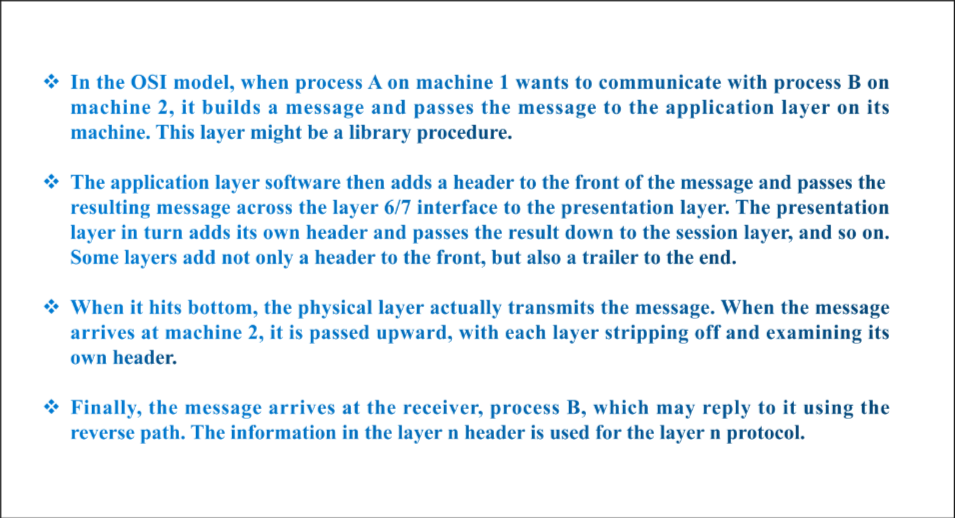 ❖ In the OSI model, when process A on machine 1 wants to communicate with process B on
machine 2, it builds a message and passes the message to the application layer on its
machine. This layer might be a library procedure.
❖ The application layer software then adds a header to the front of the message and passes the
resulting message across the layer 6/7 interface to the presentation layer. The presentation
layer in turn adds its own header and passes the result down to the session layer, and so on.
Some layers add not only a header to the front, but also a trailer to the end.
❖ When it hits bottom, the physical layer actually transmits the message. When the message
arrives at machine 2, it is passed upward, with each layer stripping off and examining its
own header.
❖ Finally, the message arrives at the receiver, process B, which may reply to it using the
reverse path. The information in the layer n header is used for the layer n protocol.